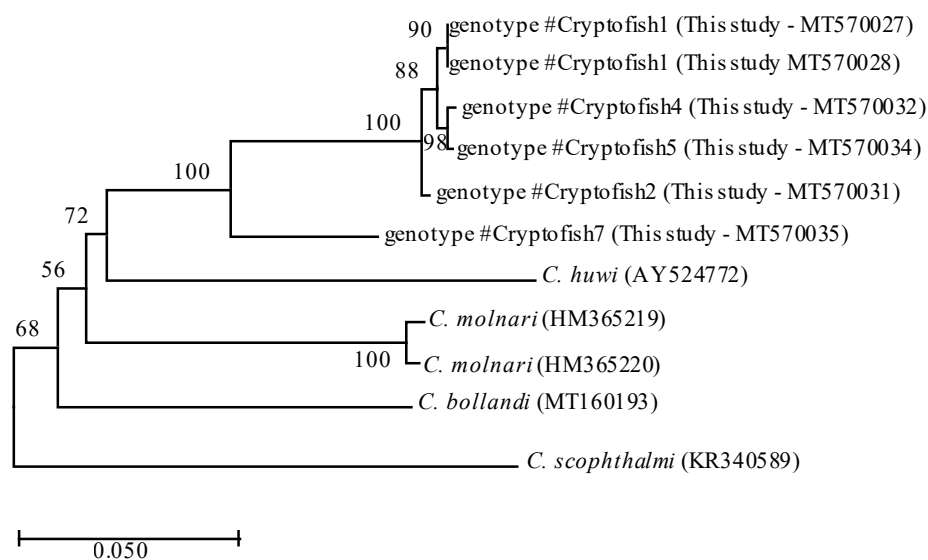 90
genotype #Cryptofish1 (This study - MT570027)
genotype #Cryptofish1 (This study MT570028)
88
genotype #Cryptofish4 (This study - MT570032)
100
98
genotype #Cryptofish5 (This study - MT570034)
100
genotype #Cryptofish2 (This study - MT570031)
72
genotype #Cryptofish7 (This study - MT570035)
56
C. huwi (AY524772)
68
C. molnari (HM365219)
100
C. molnari (HM365220)
C. bollandi (MT160193)
C. scophthalmi (KR340589)
0.050